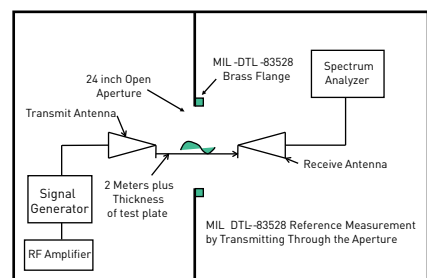 24 inch Open
Aperture
MIL -DTL -83528
Brass Flange
Spectrum
Analyzer
Transmit Antenna
Receive Antenna
2 Meters plus
Thickness
of test plate
Signal
Generator
RF Amplifier
MIL DTL--83528 Reference Measurement
by Transmitting Through the Aperture